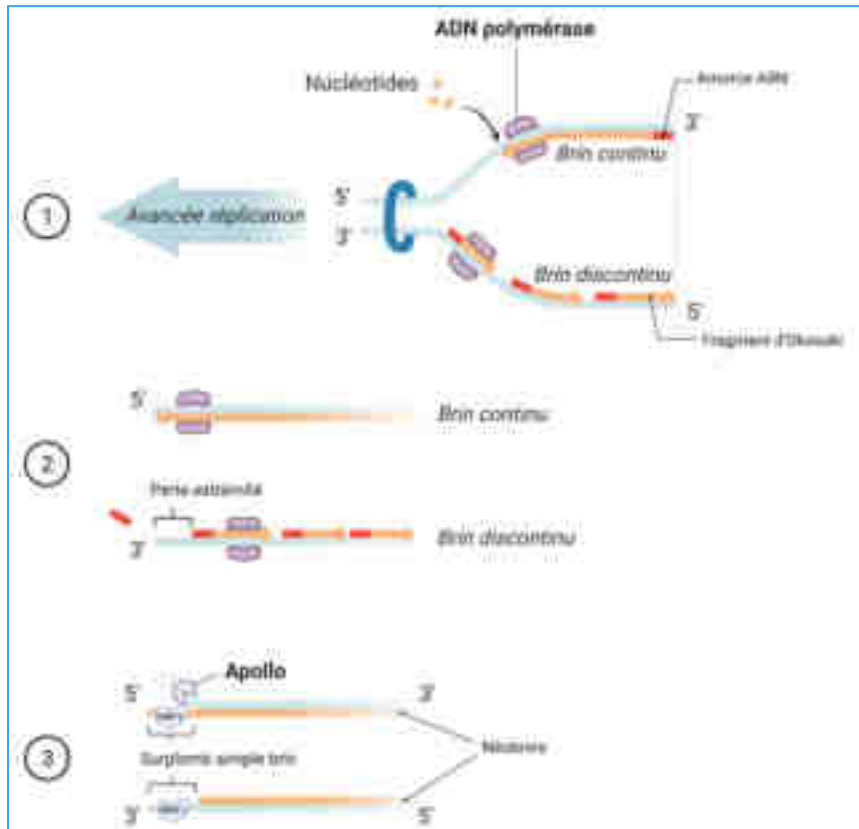 ADN polymérase
Nucléotides
Amorce ARN
3'
Brin continu
1
Avancée réplication
5'
3'
Brin discontinu
5'
Fragment d'Okasaki
5'
Brin continu
2
Perte extrémité
3'
Brin discontinu
Apollo
5'
3'
3
Surplomb simple brin
Néobrins
3'
5'